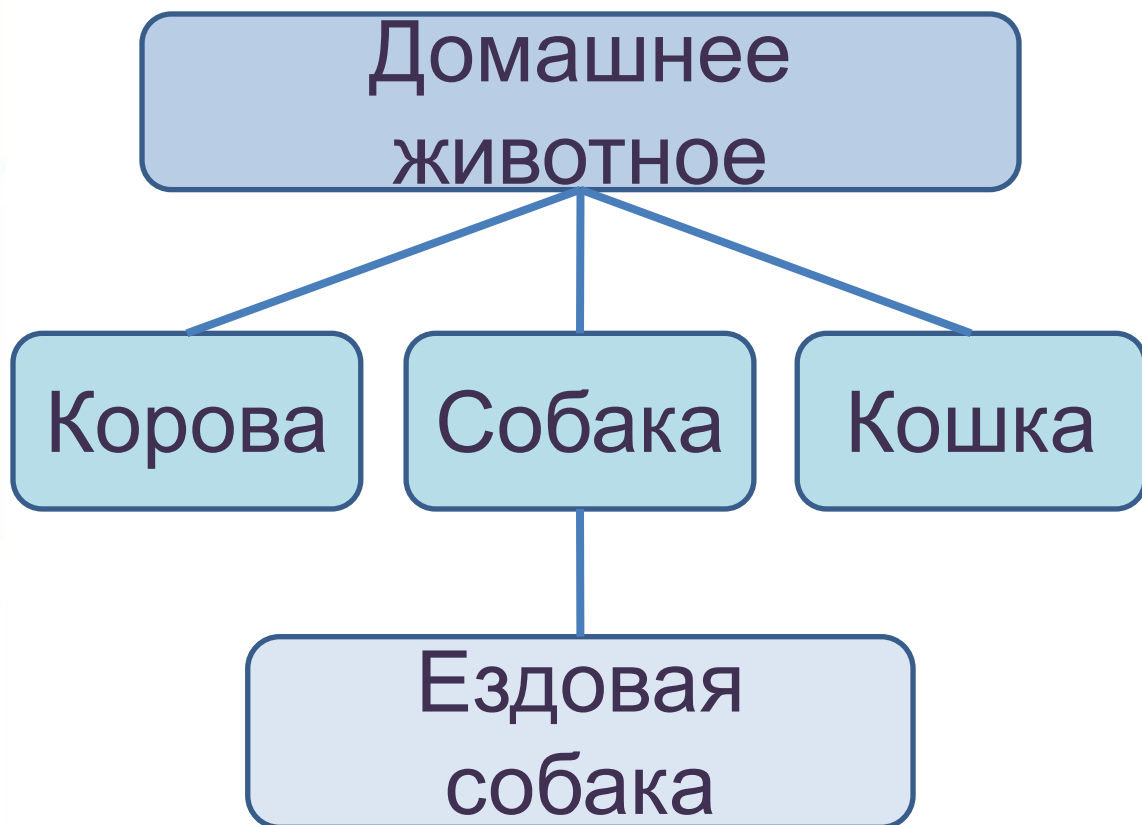 Домашнее
животное
Корова
Собака
Кошка
Ездовая
собака